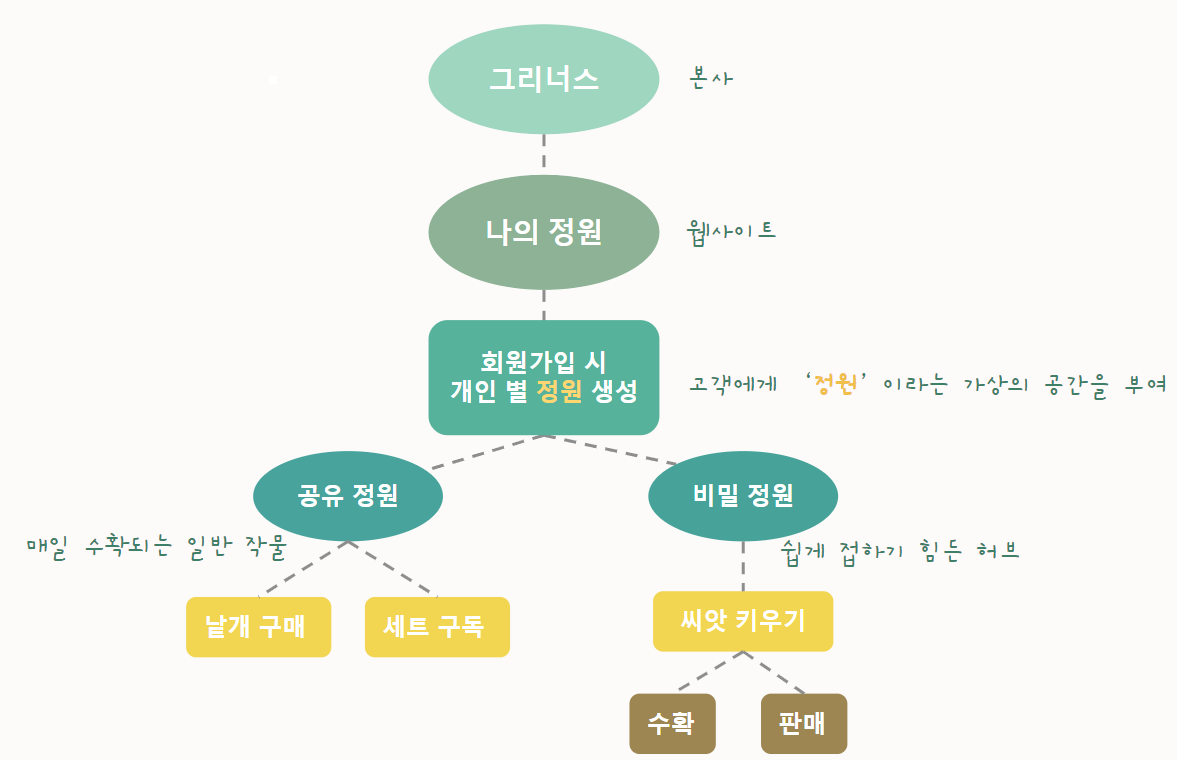 그리너스
본사
나의 정원
웹사이트
회원가입 시
개인 별 정원 생성
고객에게 ‘정원’ 이라는 가상의 공간을 부여
공유 정원
비밀 정원
매일 수확되는 일반 작물
쉽게 접하기 힘든 허브
낱개 구매
세트 구독
씨앗 키우기
수확
판매